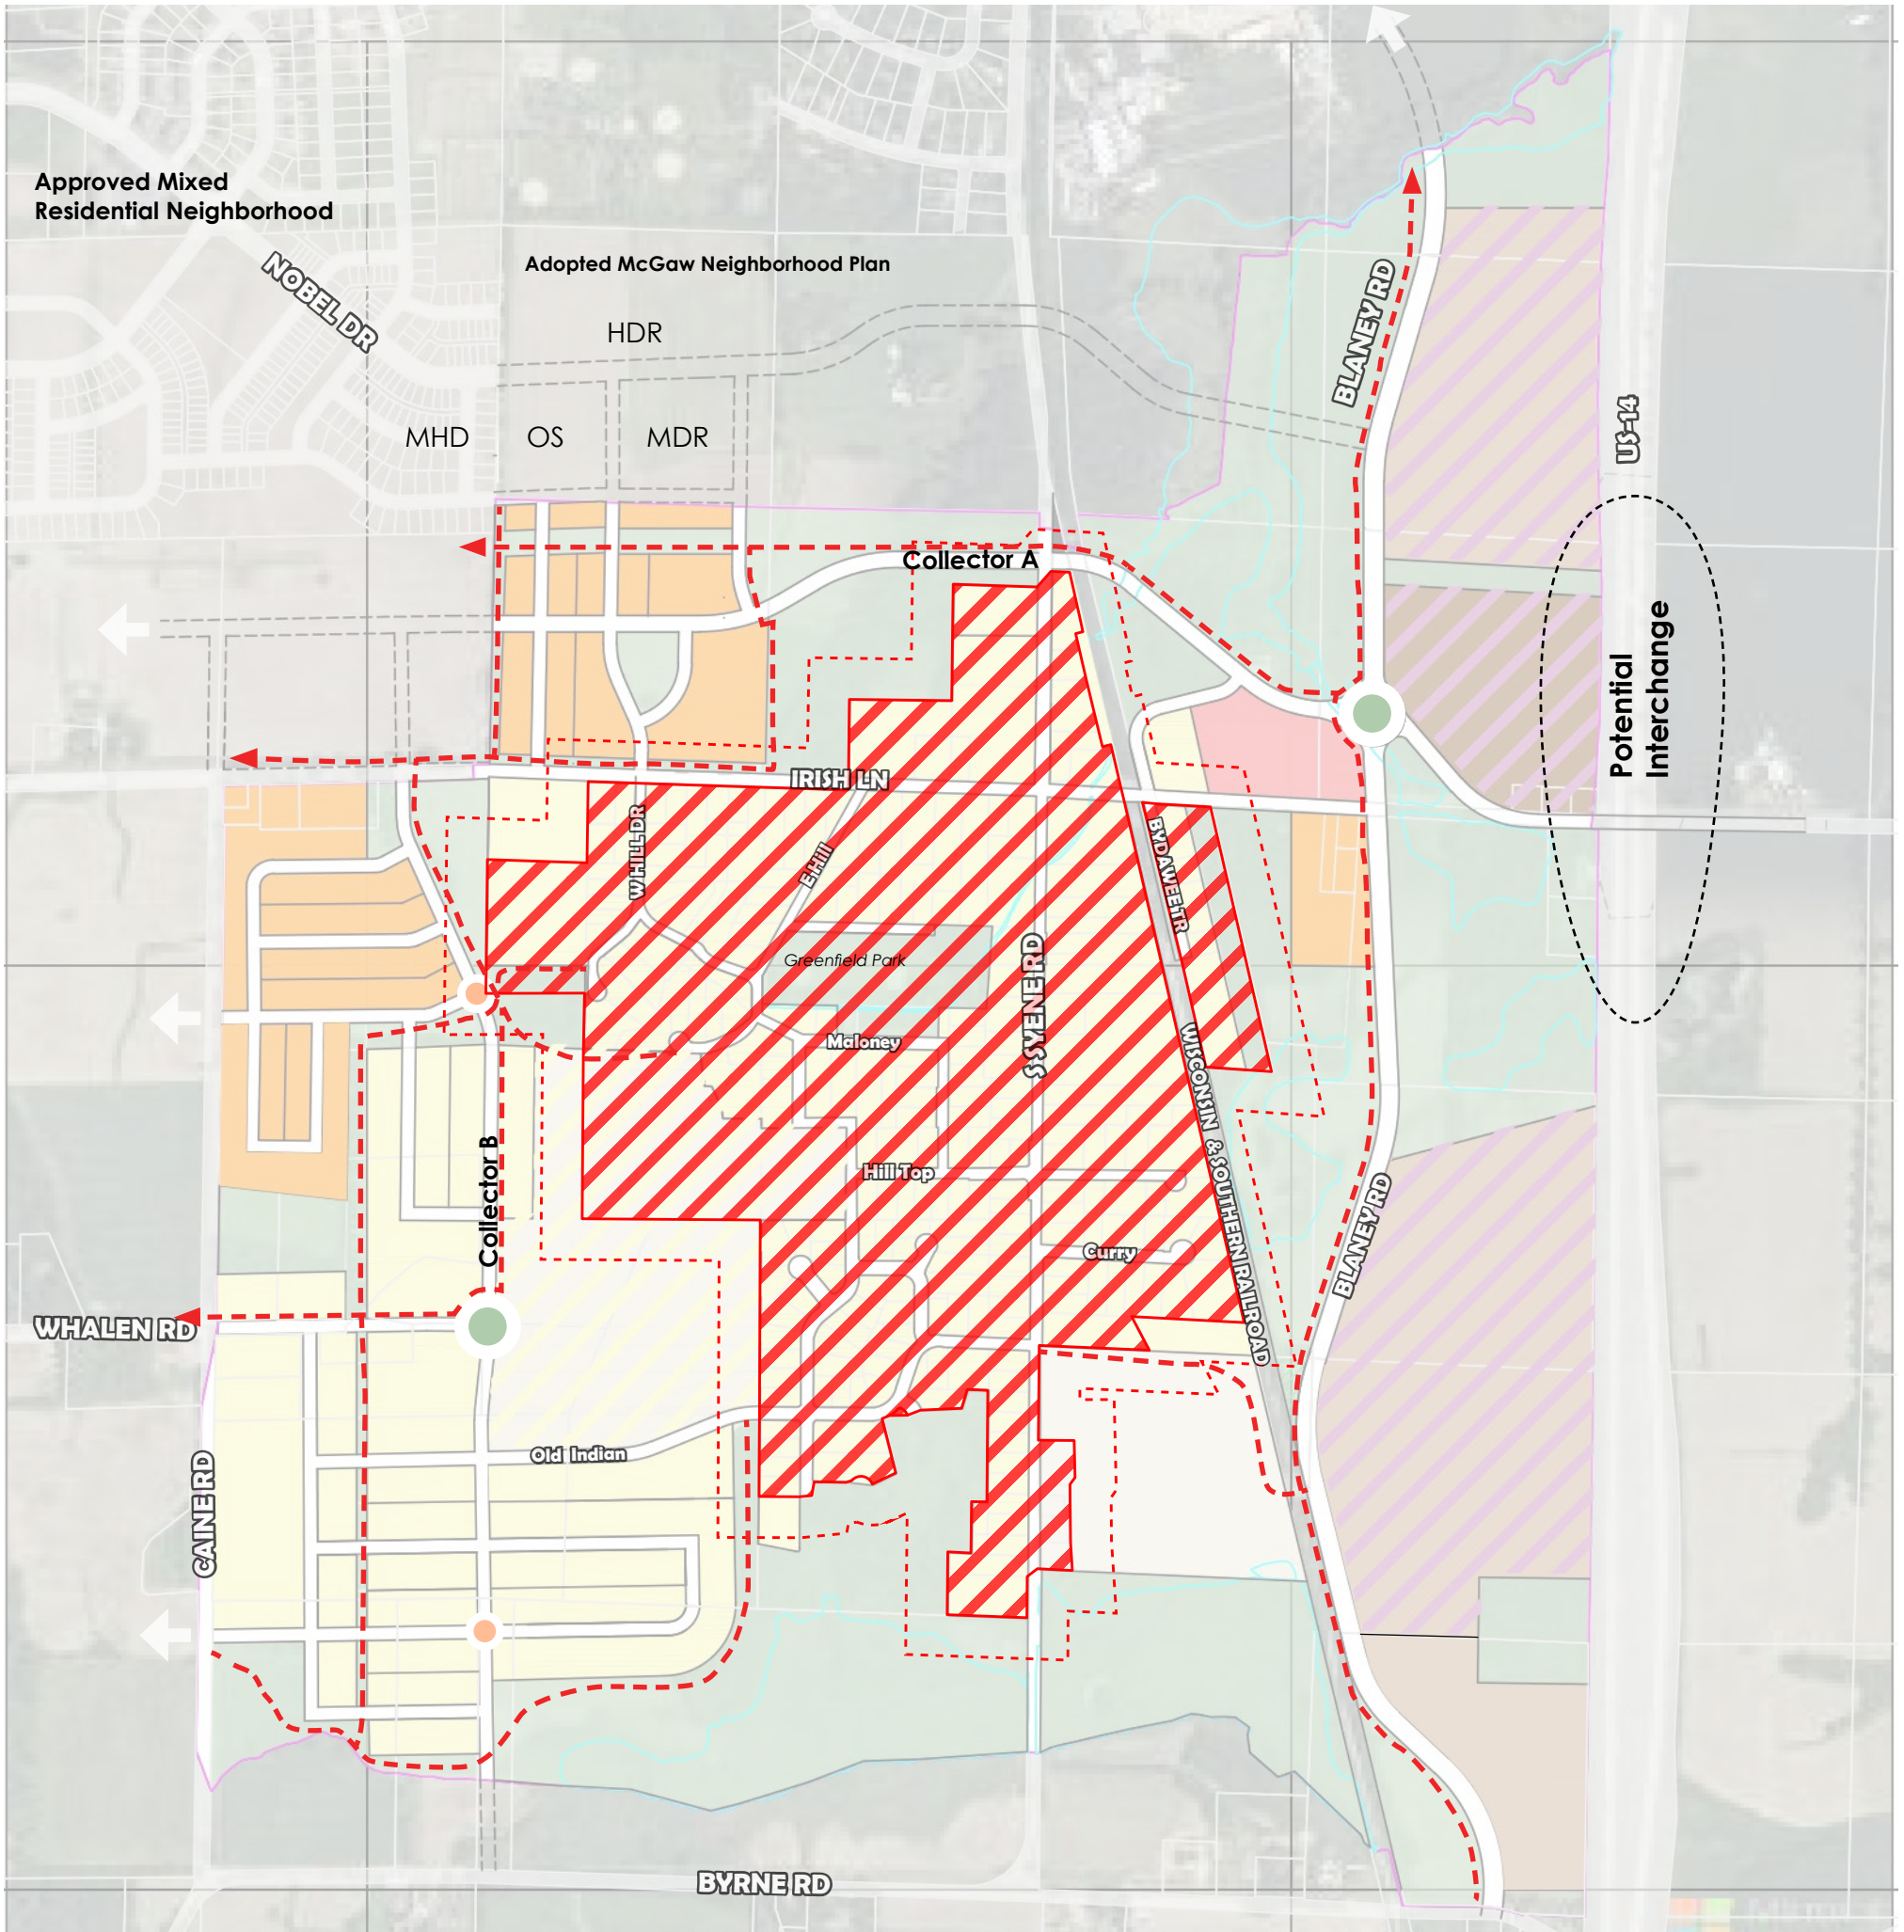 Approved Mixed
Residential Neighborhood
NOBEL DR
Adopted McGaw Neighborhood Plan
HDR
MHD
OS
MDR
BLANEY RD
US-14
Collector A
Potential
Interchange
IRISH LN
W HILL DR
E Hill
BYDAWEE TR
Greenfield Park
S SYENE RD
Maloney
WISCONSIN & SOUTHERN RAILROAD
Collector B
Hill Top
Curry
BLANEY RD
WHALEN RD
Old Indian
CAINE RD
BYRNE RD